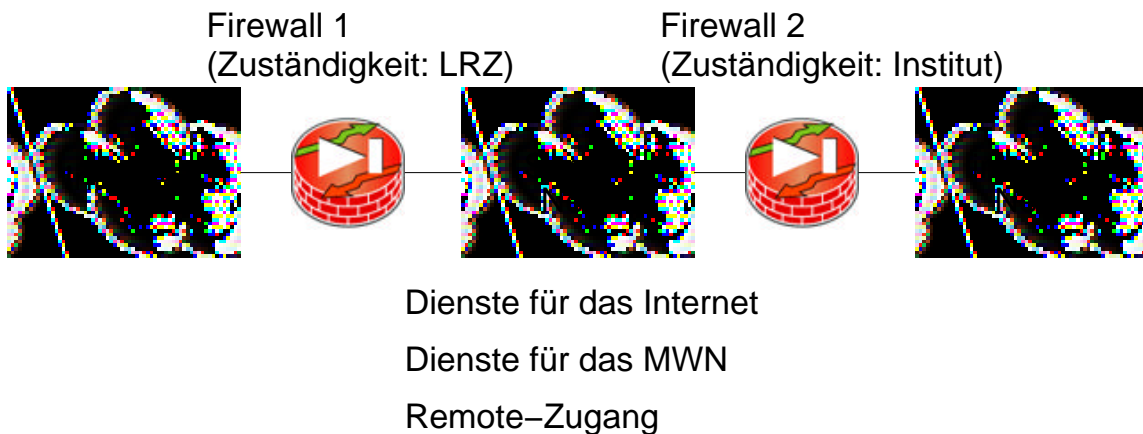 Firewall 1
(Zuständigkeit: LRZ)
Firewall 2
(Zuständigkeit: Institut)
Dienste für das Internet
Dienste für das MWN
Remote−Zugang